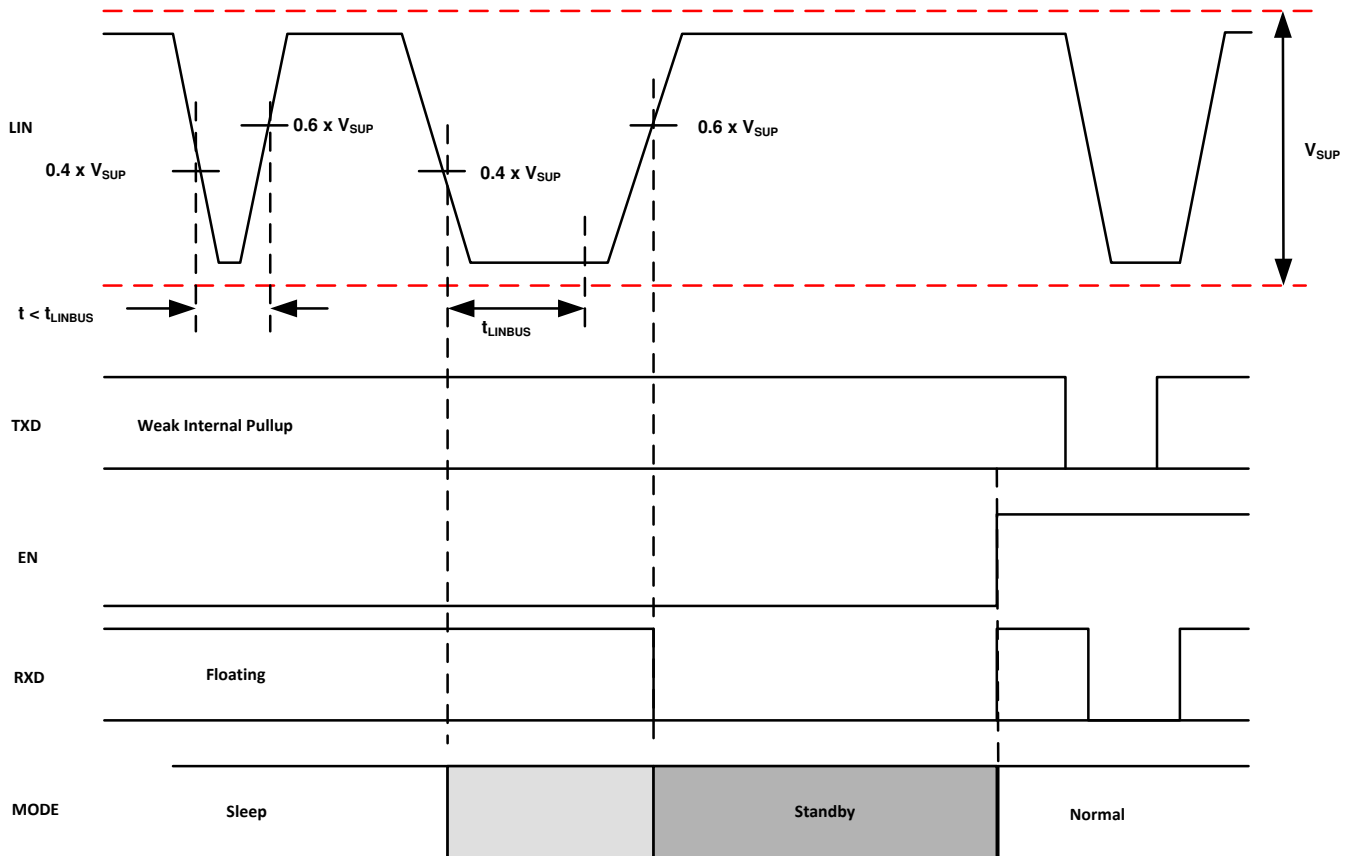 LIN
0.6 x VSUP
0.6 x VSUP
0.4 x VSUP
0.4 x VSUP
VSUP
t < tLINBUS
tLINBUS
TXD
Weak Internal Pullup
EN
RXD
Floating
MODE
Sleep
Standby
Normal